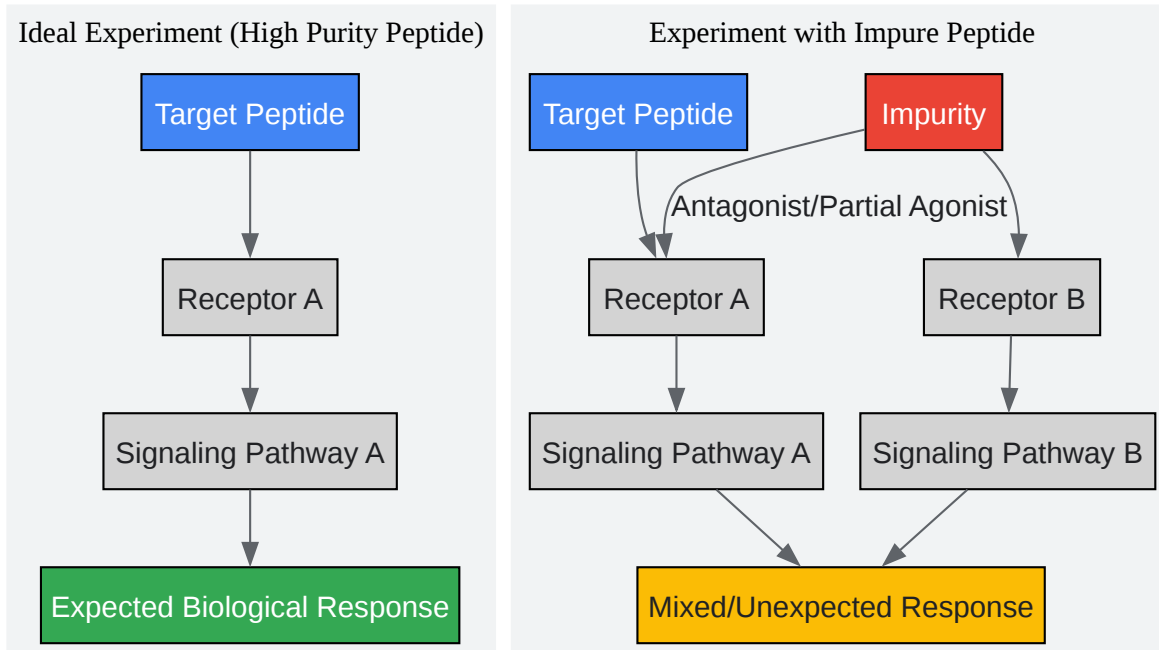 Ideal Experiment (High Purity Peptide)
Target Peptide
Receptor A
Signaling Pathway A
Expected Biological Response
Experiment with Impure Peptide
Target Peptide
Impurity
Antagonist/Partial Agonist
Receptor A
Receptor B
Signaling Pathway A
Signaling Pathway B
Mixed/Unexpected Response